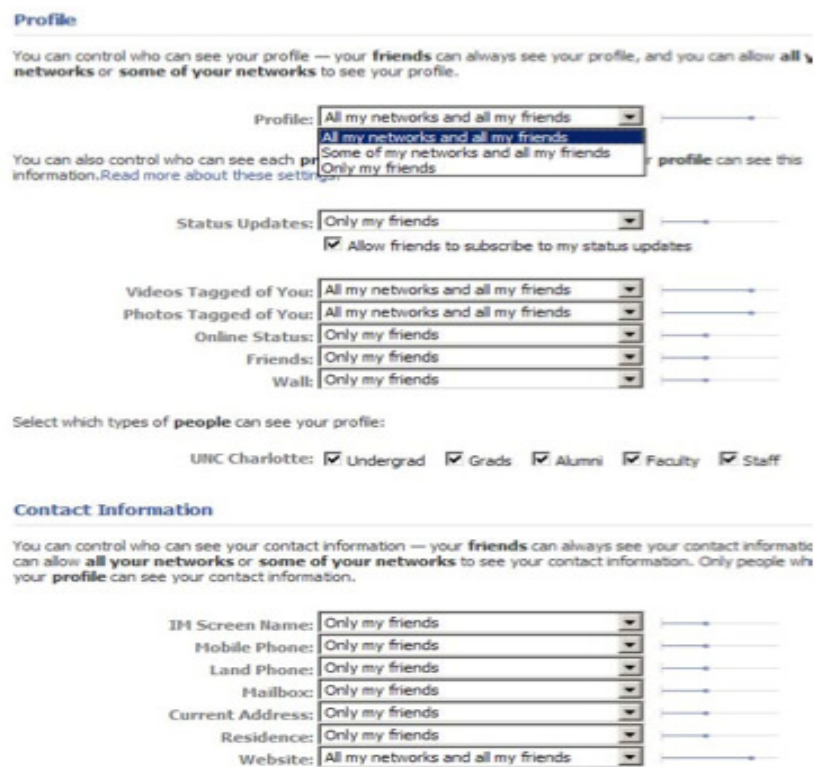 Profile
You can control who can see your profile — your friends can always see your profile, and you can allow all
networks or some of your networks to see your profile.
Profile: All my networks and all my friends
All my networks and all my friends
Some of my networks and all my friends
Only my friends
You can also control who can see each profile can see this
information.Read more about these
Status Updates: Only my friends
Allow friends to subscribe to my status updates
Videos Tagged of You: All my networks and all my friends
Photos Tagged of You: All my networks and all my friends
Online Status: Only my friends
Friends: Only my friends
Wall: Only my friends
Select which types of people can see your profile:
UNC Charlotte: Undergrad Grads Alumni Faculty Staff
Contact Information
You can control who can see your contact information — your friends can always see your contact
can allow all your networks or some of your networks to see your contact information. Only people
your profile can see your contact information.
IM Screen Name: Only my friends
Mobile Phone: Only my friends
Land Phone: Only my friends
Mailbox: Only my friends
Current Address: Only my friends
Residence: Only my friends
Website: All my networks and all my friends